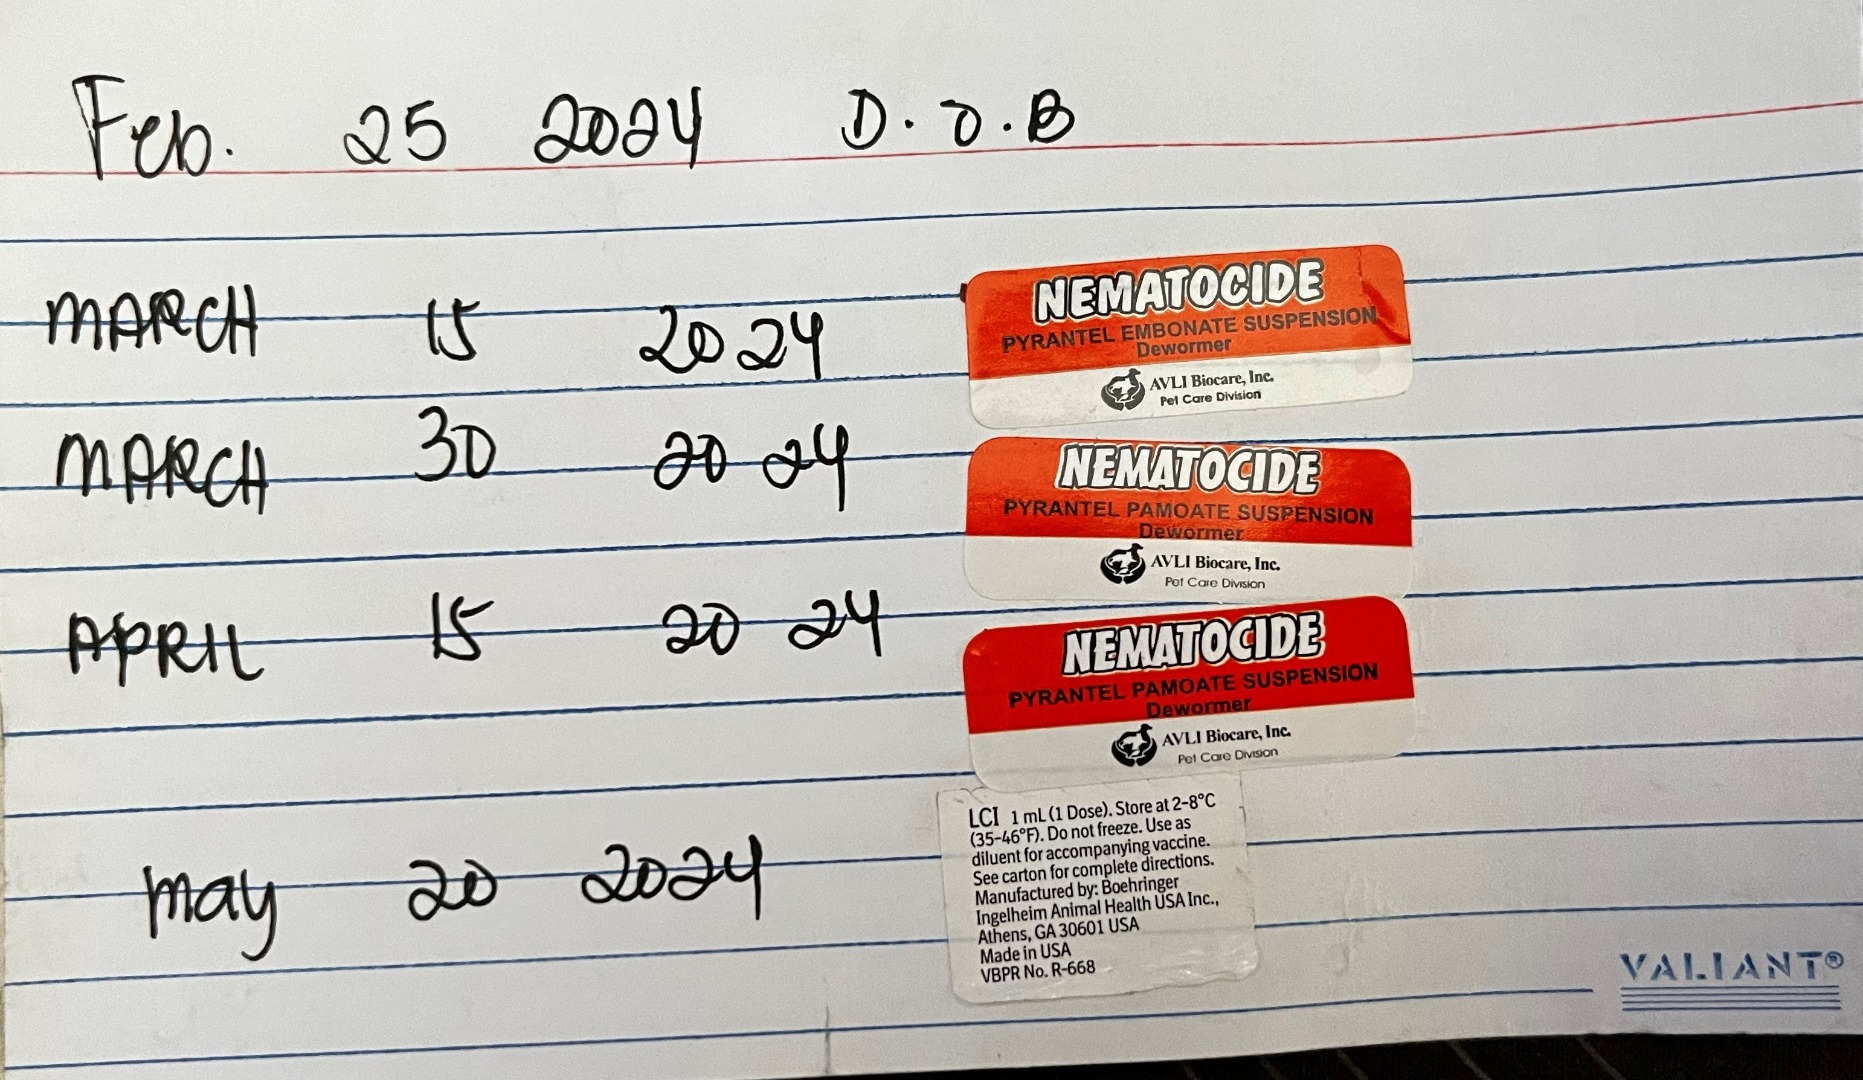 Feb. 25 2024 D.O.B
MARCH 15 2024
NEMATOCIDE
PYRANTEL EMBONATE SUSPENSION
Dewormer
AVLI Biocare, Inc.
Pet Care Division
MARCH 30 2024
NEMATOCIDE
PYRANTEL PAMOATE SUSPENSION
Dewormer
AVLI Biocare, Inc.
Pet Care Division
APRIL 15 2024
NEMATOCIDE
PYRANTEL PAMOATE SUSPENSION
Dewormer
AVLI Biocare, Inc.
Pet Care Division
may 20 2024
LCI 1 mL (1 Dose). Store at 2-8°C
(35-46°F). Do not freeze. Use as
diluent for accompanying vaccine.
See carton for complete directions.
Manufactured by: Boehringer
Ingelheim Animal Health USA Inc.,
Athens, GA 30601 USA
Made in USA
VBPR No. R-668
VALIANT®